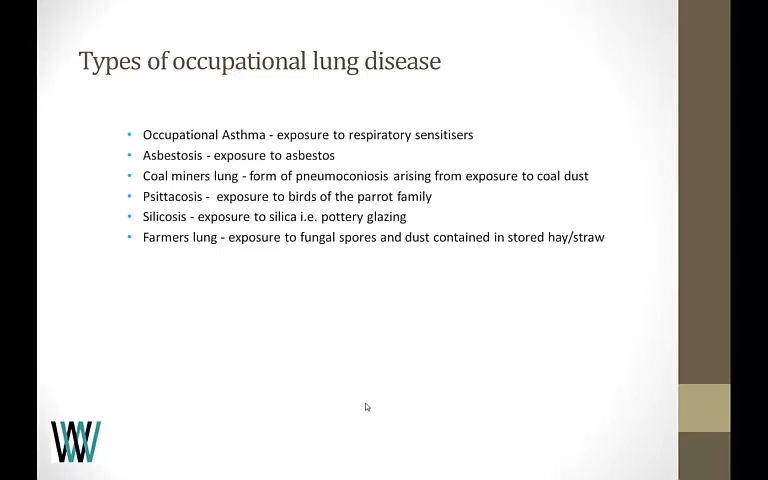 Types of occupational lung disease
• Occupational Asthma - exposure to respiratory sensitisers
• Asbestosis - exposure to asbestos
• Coal miners lung - form of pneumoconiosis arising from exposure to coal dust
• Psittacosis - exposure to birds of the parrot family
• Silicosis - exposure to silica i.e. pottery glazing
• Farmers lung - exposure to fungal spores and dust contained in stored hay/straw